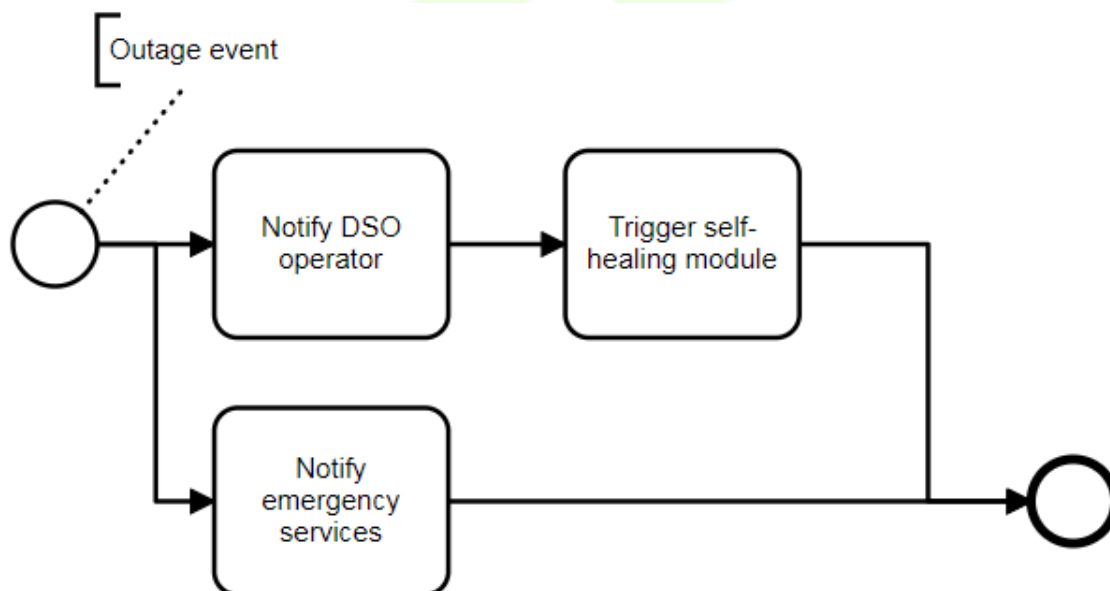 Outage event
Notify DSO
operator
Trigger self-
healing module
Notify
emergency
services